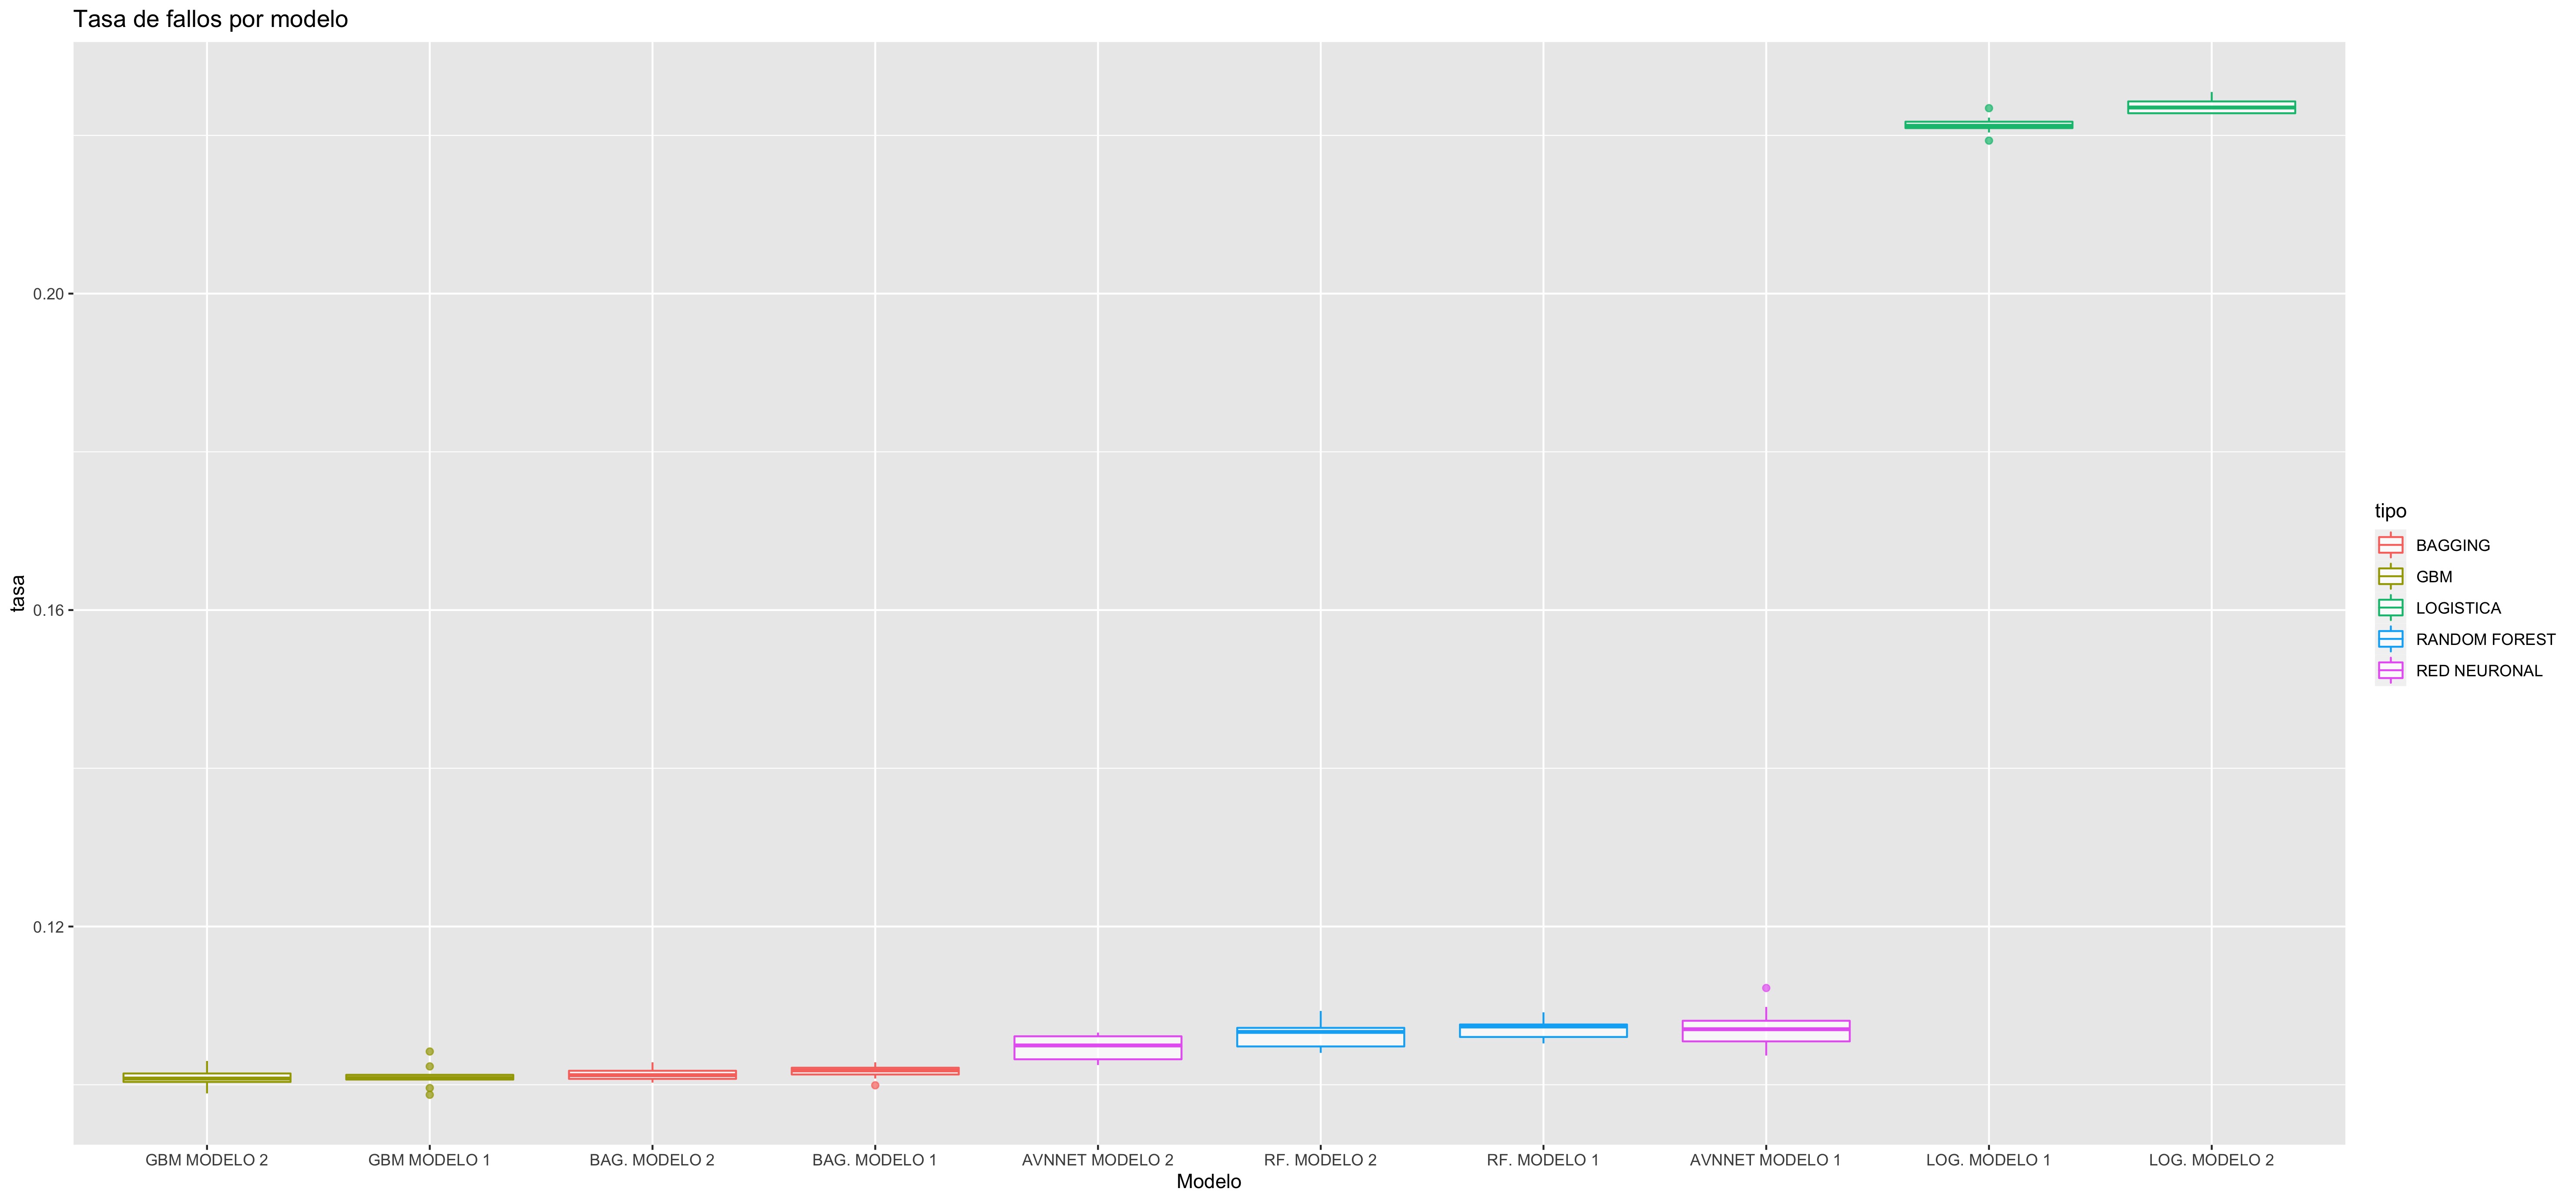 Tasa de fallos por modelo
tasa
0.20
0.16
0.12
GBM MODELO 2
GBM MODELO 1
BAG. MODELO 2
BAG. MODELO 1
AVNNET MODELO 2
RF. MODELO 2
RF. MODELO 1
AVNNET MODELO 1
LOG. MODELO 1
LOG. MODELO 2
Modelo
tipo
BAGGING
GBM
LOGISTICA
RANDOM FOREST
RED NEURONAL